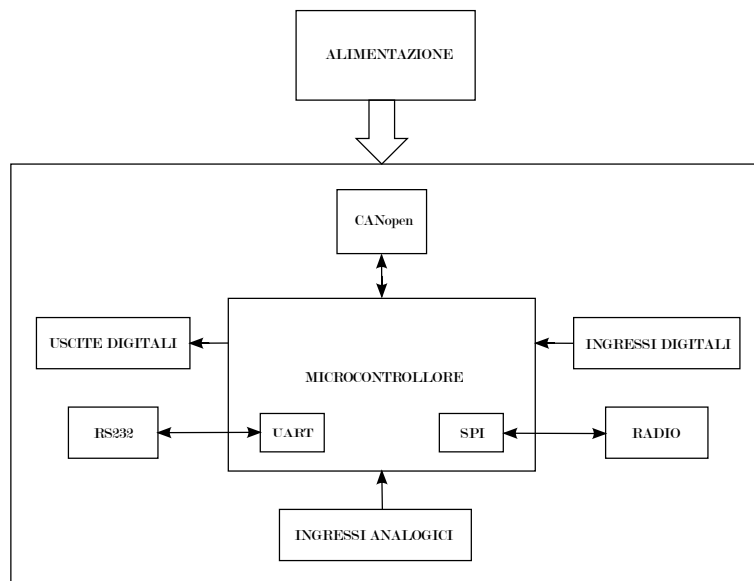 ALIMENTAZIONE
CANopen
USCITE DIGITALI
INGRESSI DIGITALI
MICROCONTROLLORE
RS232
UART
SPI
RADIO
INGRESSI ANALOGICI